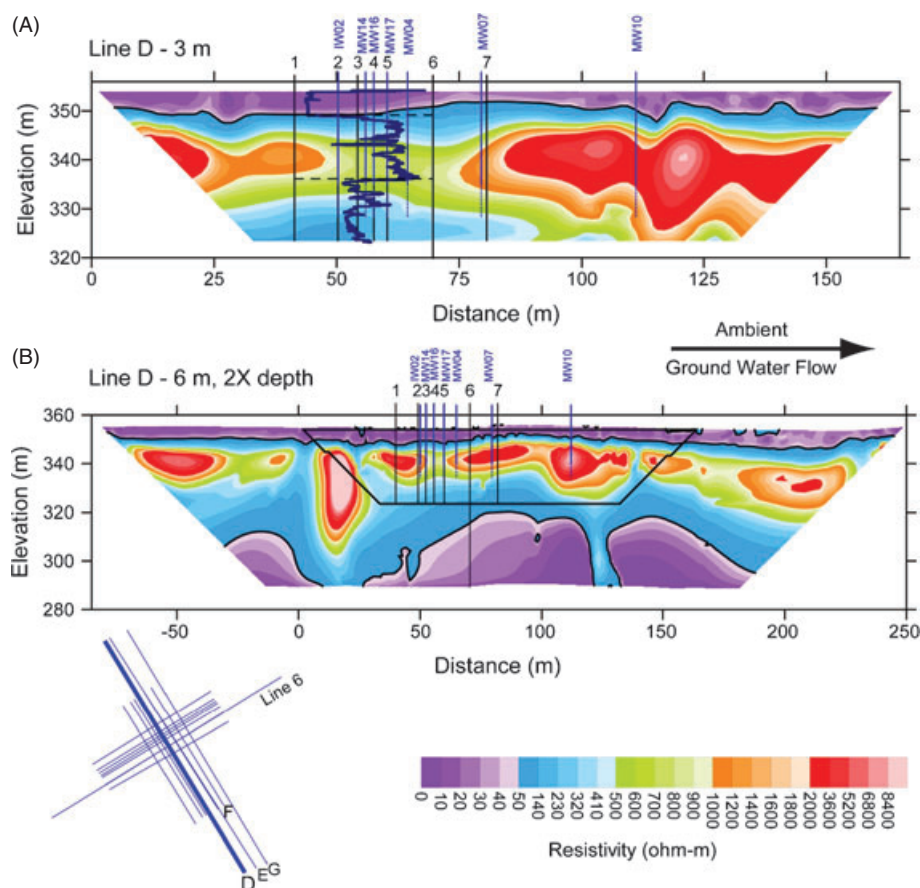 (A)
Line D - 3 m
IW02 MW14 MW16 MW17 MW04 MW07 MW10
1 2 3 4 5 6 7
Elevation (m)
350
340
330
320
0 25 50 75 100 125 150
Distance (m)
Ambient
Ground Water Flow
(B)
Line D - 6 m, 2X depth
IW02 MW14 MW16 MW17 MW04 MW07 MW10
1 2 3 4 5 6 7
Elevation (m)
360
340
320
300
280
-50 0 50 100 150 200 250
Distance (m)
Line 6
F
D E G
0 10 20 30 40 50 140 230 320 410 500 600 700 800 900 1000 1200 1400 1600 1800 2000 3600 5200 6800 8400
Resistivity (ohm-m)